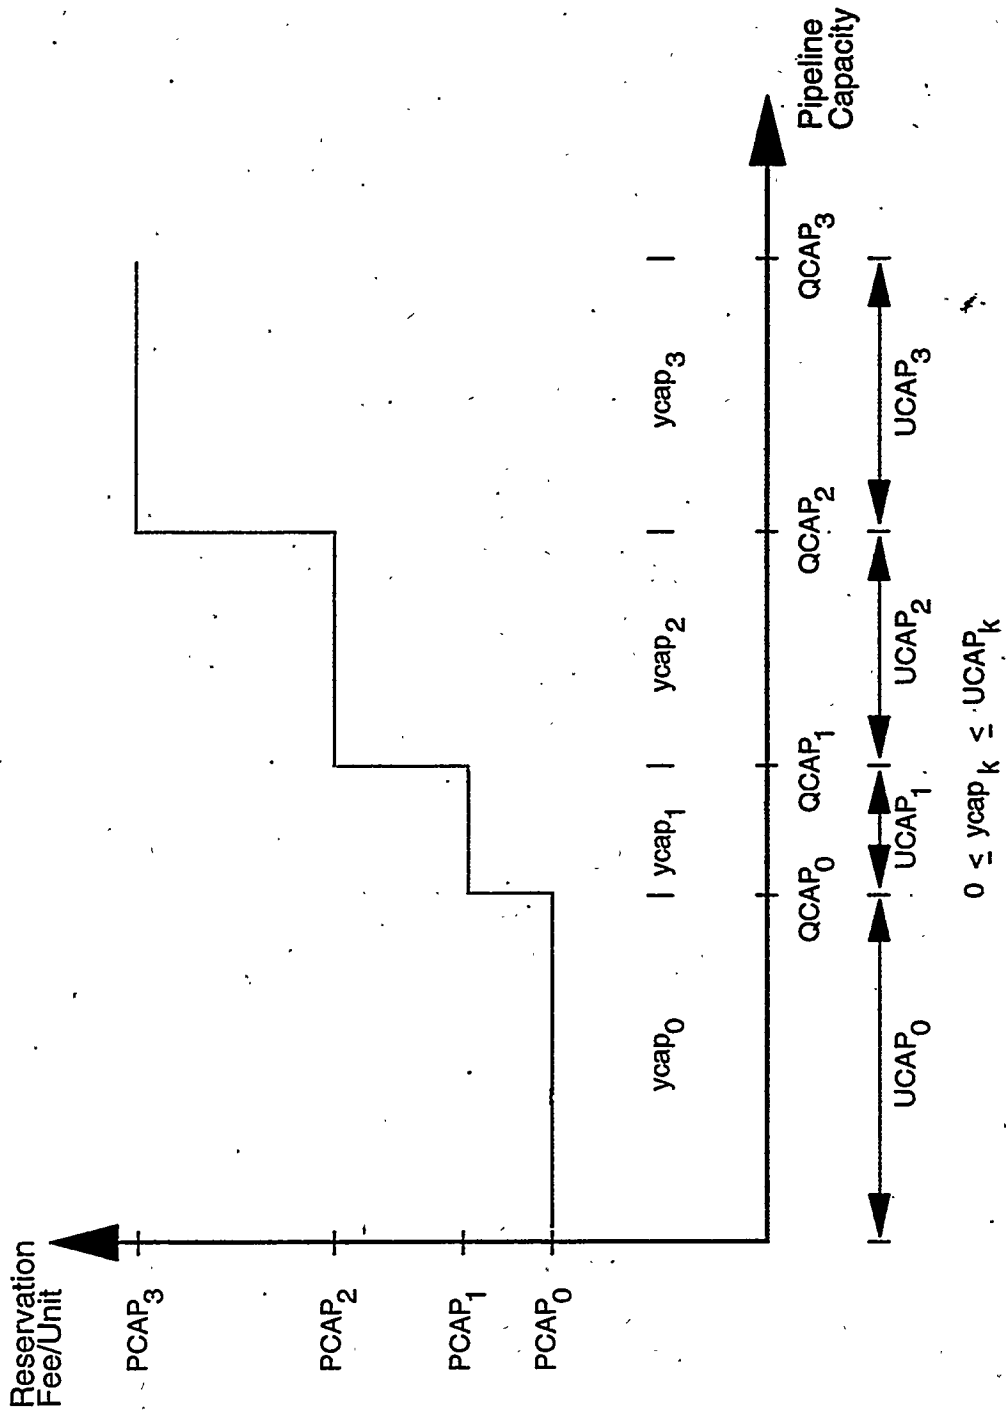 Reservation
Fee/Unit
PCAP3
PCAP2
PCAP1
PCAP0
ycap0
ycap1
ycap2
ycap3
QCAP0
QCAP1
QCAP2
QCAP3
Pipeline
Capacity
UCAP0
UCAP1
UCAP2
UCAP3
0 ≤ ycapk ≤ UCAPk